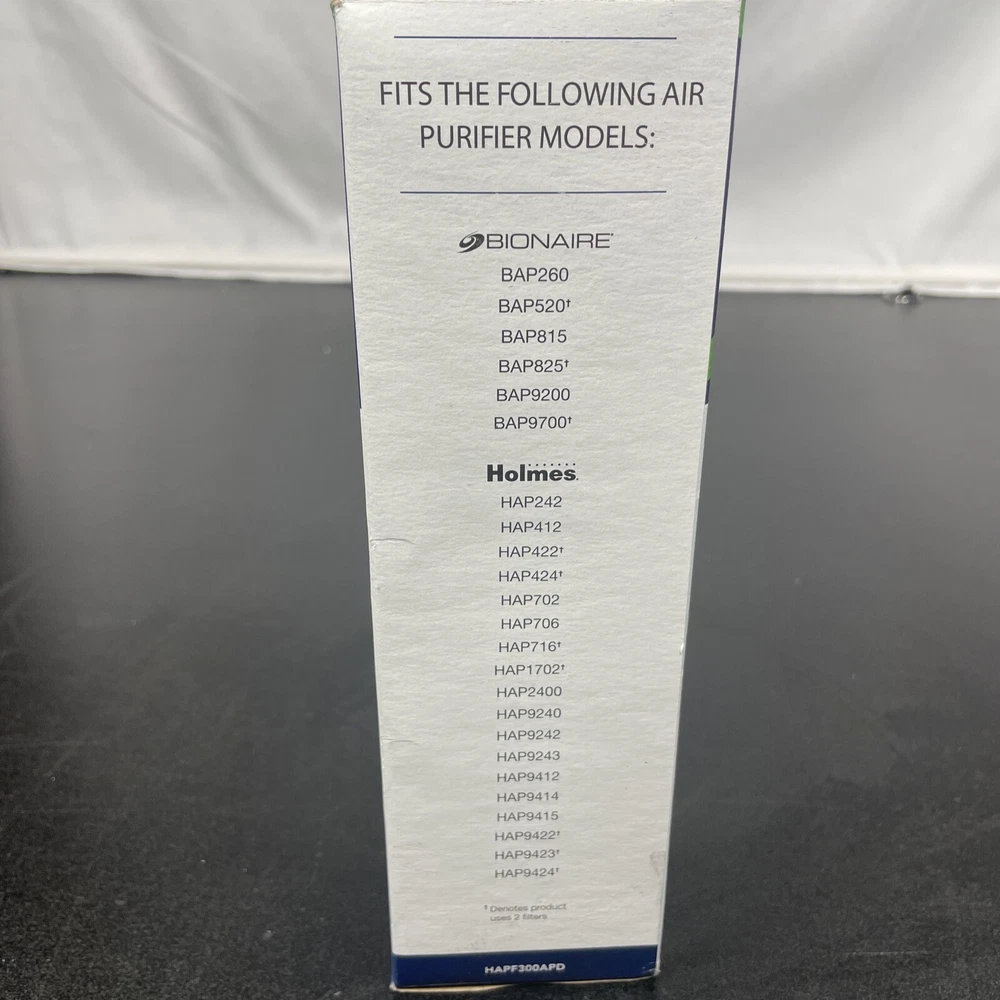 FITS THE FOLLOWING AIR
PURIFIER MODELS:
BIONAIRE
BAP260
BAP520†
BAP815
BAP825†
BAP9200
BAP9700†
Holmes
HAP242
HAP412
HAP422†
HAP424†
HAP702
HAP706
HAP716†
HAP1702†
HAP2400
HAP9240
HAP9242
HAP9243
HAP9412
HAP9414
HAP9415
HAP9422†
HAP9423†
HAP9424†
† Denotes product
uses 2 filters
HAPF300APD